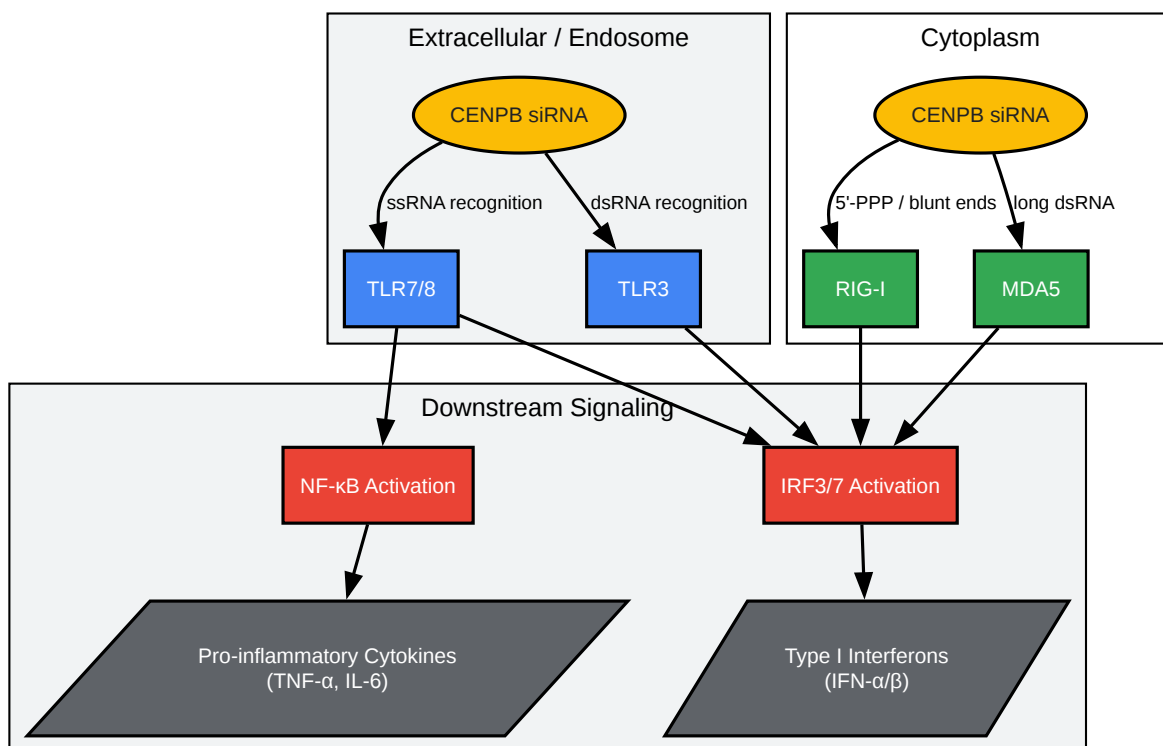 Extracellular / Endosome
Cytoplasm
CENPB siRNA
CENPB siRNA
ssRNA recognition
dsRNA recognition
5'-PPP / blunt ends
long dsRNA
TLR7/8
TLR3
RIG-I
MDA5
Downstream Signaling
NF-κB Activation
IRF3/7 Activation
Pro-inflammatory Cytokines
(TNF-α, IL-6)
Type I Interferons
(IFN-α/β)